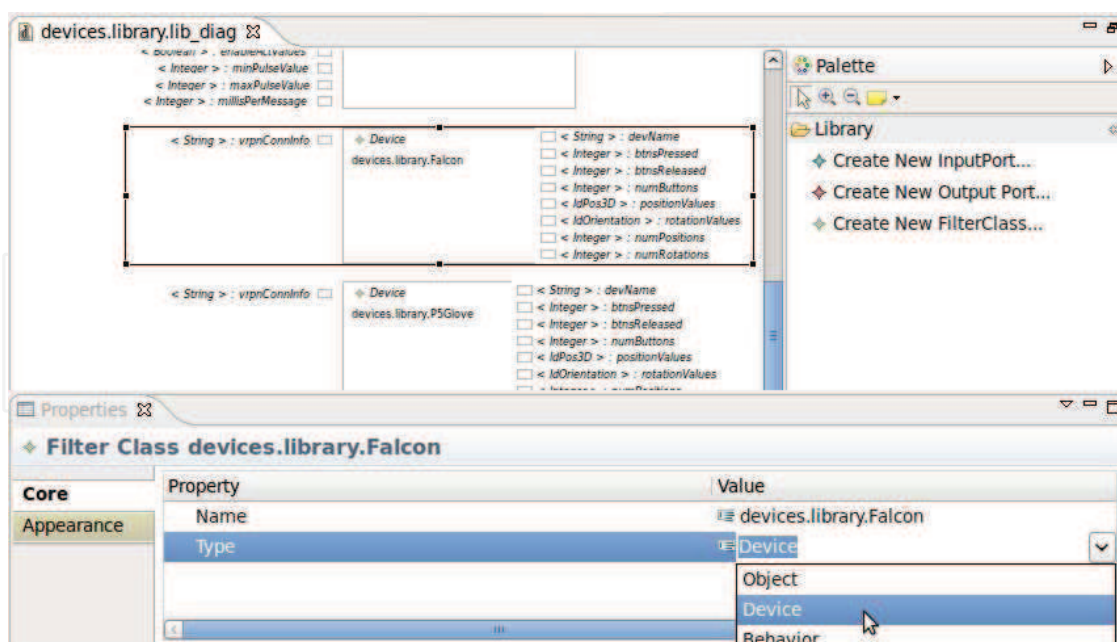 devices.library.lib_diag
< Boolean > : enableActValues
< Integer > : minPulseValue
< Integer > : maxPulseValue
< Integer > : millisPerMessage
< String > : vrpnConnInfo
Device
devices.library.Falcon
< String > : devName
< Integer > : btnsPressed
< Integer > : btnsReleased
< Integer > : numButtons
< IdPos3D > : positionValues
< IdOrientation > : rotationValues
< Integer > : numPositions
< Integer > : numRotations
< String > : vrpnConnInfo
Device
devices.library.P5Glove
< String > : devName
< Integer > : btnsPressed
< Integer > : btnsReleased
< Integer > : numButtons
< IdPos3D > : positionValues
< IdOrientation > : rotationValues
< Integer > : numPositions
Palette
Library
Create New InputPort...
Create New Output Port...
Create New FilterClass...
Properties
Filter Class devices.library.Falcon
Core
Appearance
Property Value
Name devices.library.Falcon
Type Device
Object
Device
Behavior